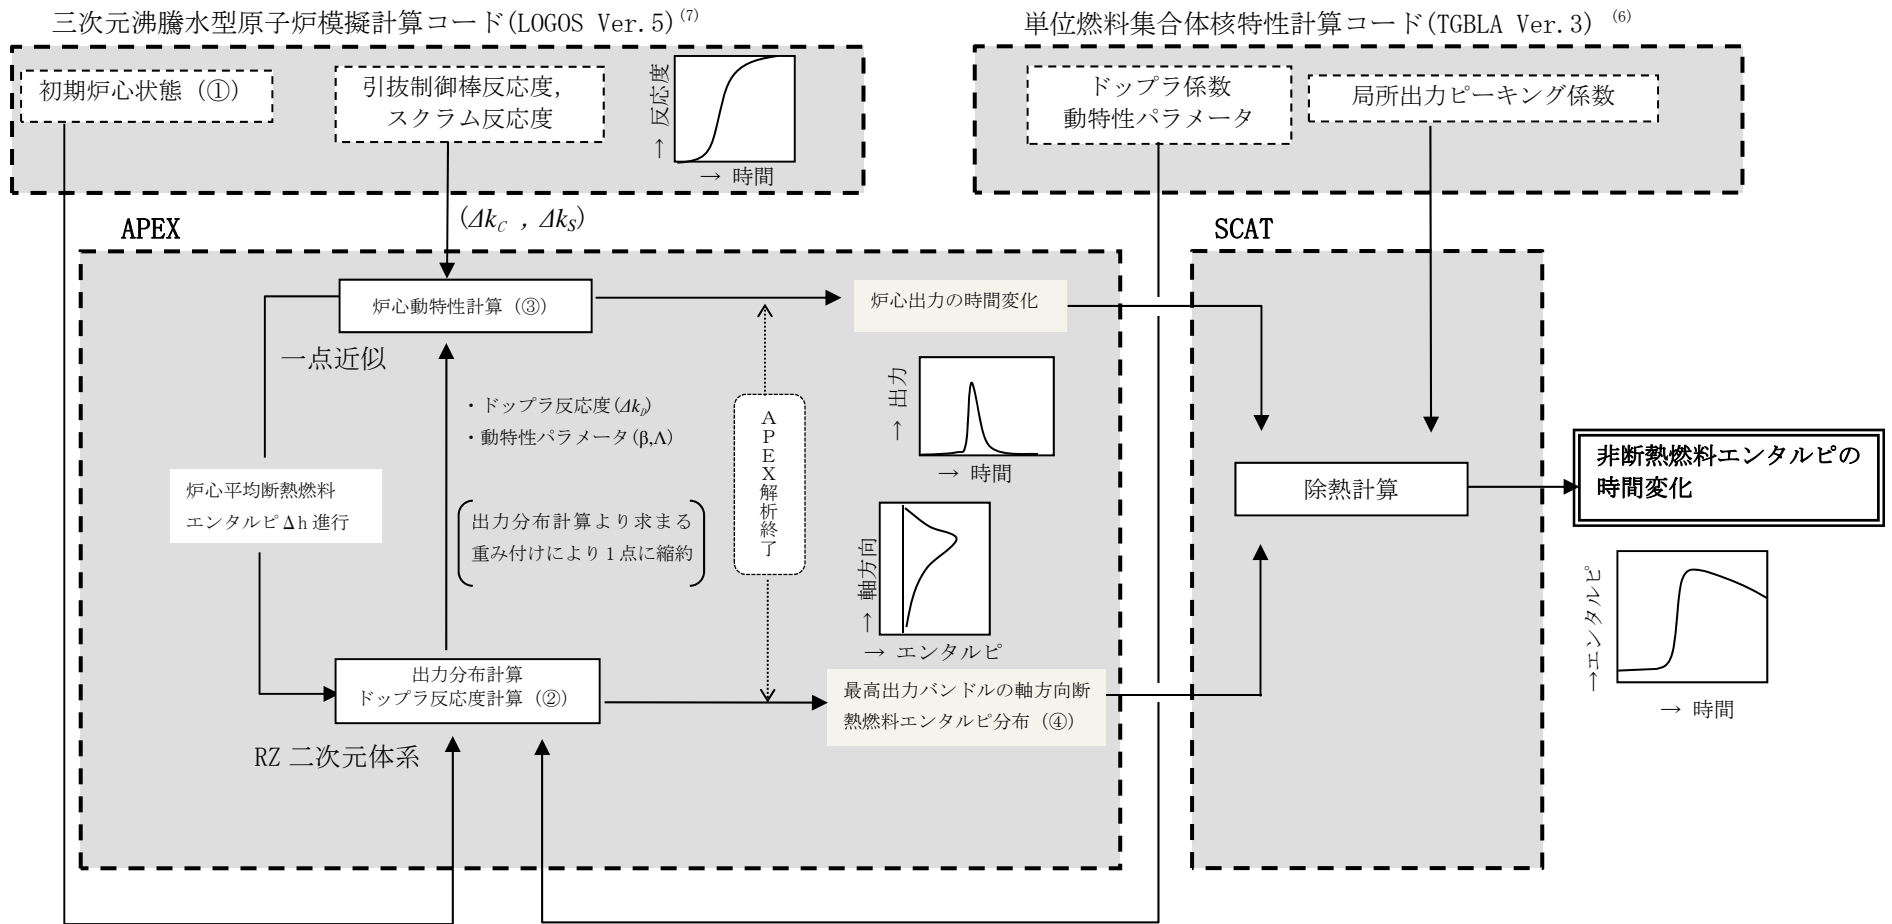 三次元沸騰水型原子炉模擬計算コード(LOGOS Ver.5)(7)
初期炉心状態（①）
引抜制御棒反応度,
スクラム反応度
→ 反応度
→ 時間
単位燃料集合体核特性計算コード(TGBLA Ver.3) (6)
ドップラ係数
動特性パラメータ
局所出力ピーキング係数
(Δk_C , Δk_S)
APEX
炉心動特性計算（③）
一点近似
・ドップラ反応度(Δk_D)
・動特性パラメータ(β,Λ)
炉心平均断熱燃料
エンタルピΔh進行
出力分布計算より求まる
重み付けにより1点に縮約
APEX解析終了
出力分布計算
ドップラ反応度計算（②）
RZ 二次元体系
炉心出力の時間変化
→ 出力
→ 時間
→ 軸方向
→ エンタルピ
最高出力バンドルの軸方向断
熱燃料エンタルピ分布（④）
SCAT
除熱計算
非断熱燃料エンタルピの
時間変化
→エンタルピ
→ 時間